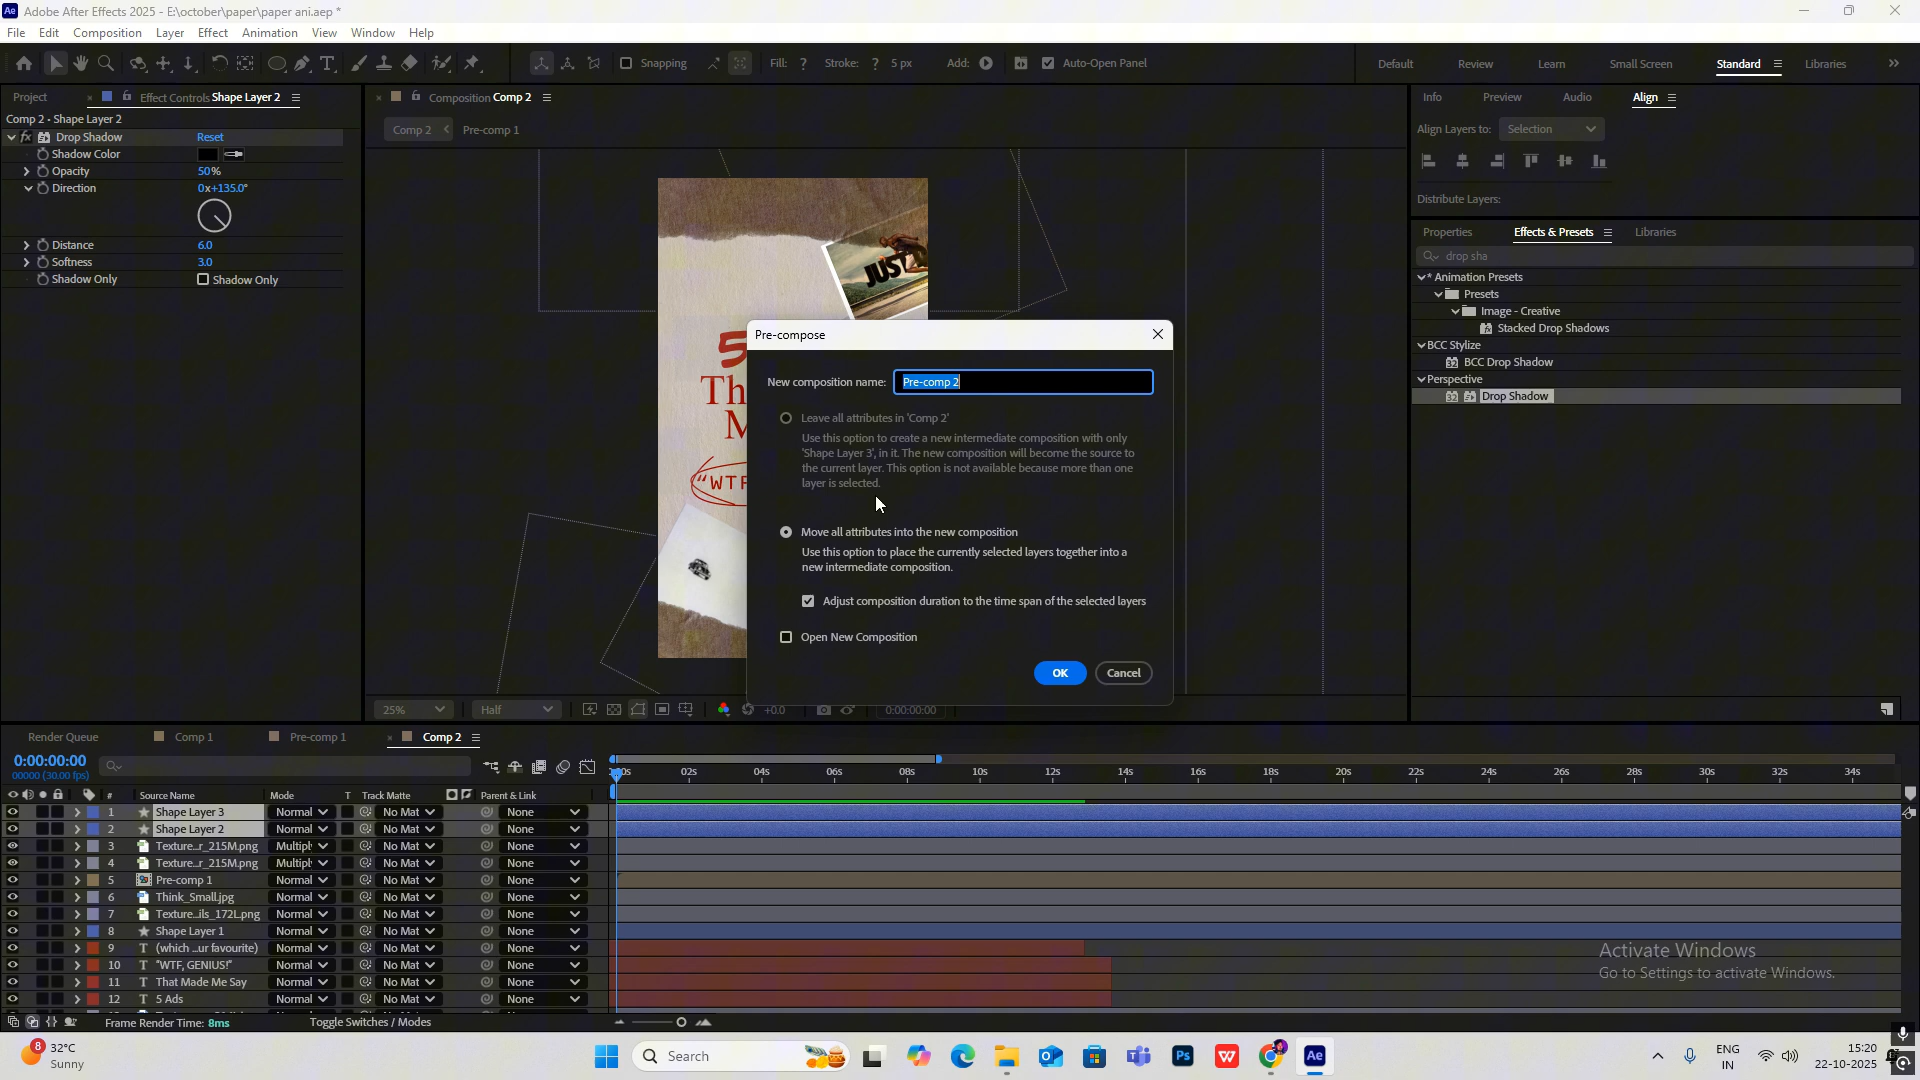 Adobe After Effects 2025 - E:\october\paper\paper ani.aep *
File Edit Composition Layer Effect Animation View Window Help
Snapping Fill: ? Stroke: ? 5 px Add: Auto-Open Panel Default Review Learn Small Screen Standard Libraries
Project Effect Controls Shape Layer 2
Comp 2 - Shape Layer 2
fx Drop Shadow Reset
Shadow Color
Opacity 50%
Direction 0x+135.0°
Distance 6.0
Softness 3.0
Shadow Only Shadow Only
Composition Comp 2
Comp 2 Pre-comp 1
JUST
5
Th
M
"WTF
Pre-compose
New composition name: Pre-comp 2
Leave all attributes in 'Comp 2'
Use this option to create a new intermediate composition with only
'Shape Layer 3', in it. The new composition will become the source to
the current layer. This option is not available because more than one
layer is selected.
Move all attributes into the new composition
Use this option to place the currently selected layers together into a
new intermediate composition.
Adjust composition duration to the time span of the selected layers
Open New Composition
OK Cancel
25% Half +0.0 0:00:00:00
Info Preview Audio Align
Align Layers to: Selection
Distribute Layers:
Properties Effects & Presets Libraries
drop sha
* Animation Presets
Presets
Image - Creative
Stacked Drop Shadows
BCC Stylize
32 BCC Drop Shadow
Perspective
32 Drop Shadow
Render Queue Comp 1 Pre-comp 1 Comp 2
0:00:00:00
00000 (30.00 fps)
02s 04s 06s 08s 10s 12s 14s 16s 18s 20s 22s 24s 26s 28s 30s 32s 34s
# Source Name Mode T Track Matte Parent & Link
1 Shape Layer 3 Normal No Mat None
2 Shape Layer 2 Normal No Mat None
3 Texture...r_215M.png Multipl No Mat None
4 Texture...r_215M.png Multipl No Mat None
5 Pre-comp 1 Normal No Mat None
6 Think_Small.jpg Normal No Mat None
7 Texture...ils_172L.png Normal No Mat None
8 Shape Layer 1 Normal No Mat None
9 T (which ...ur favourite) Normal No Mat None
10 T "WTF, GENIUS!" Normal No Mat None
11 T That Made Me Say Normal No Mat None
12 T 5 Ads Normal No Mat None
Frame Render Time: 8ms Toggle Switches / Modes
Activate Windows
Go to Settings to activate Windows.
8 32°C
Sunny
Search
Ps
W
Ae
ENG
IN
15:20
22-10-2025